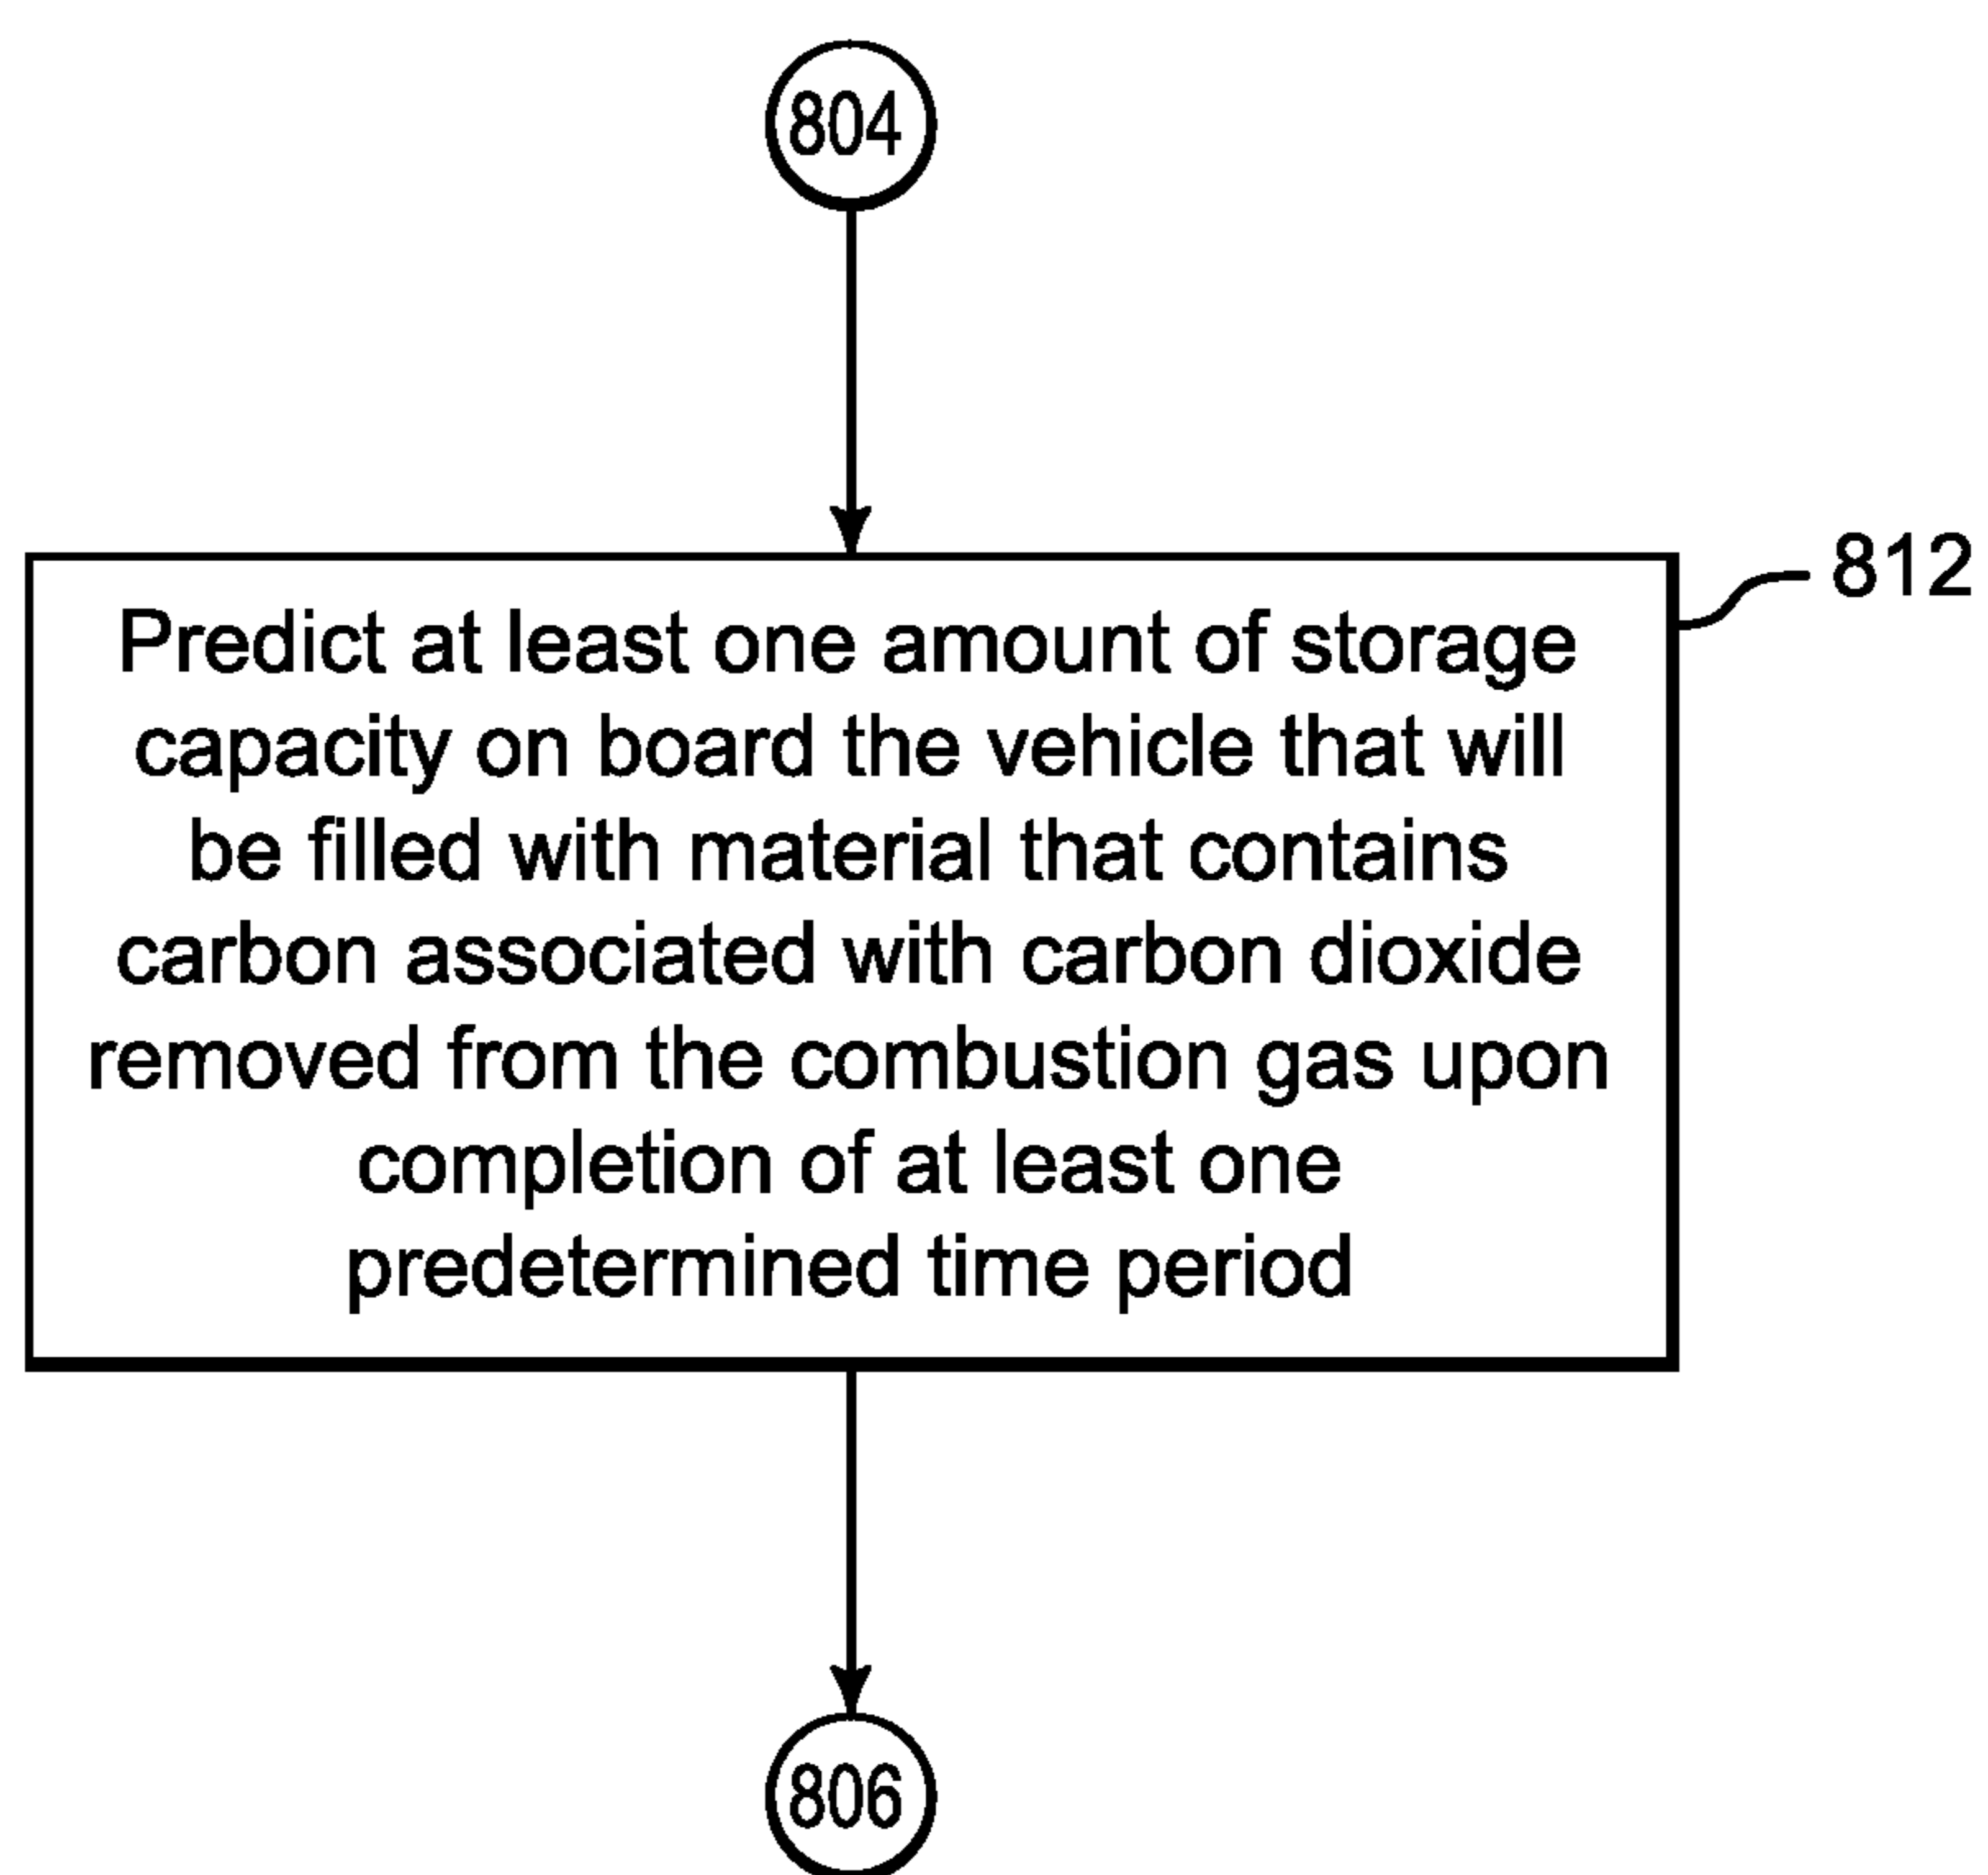 804
812
Predict at least one amount of storage
capacity on board the vehicle that will
be filled with material that contains
carbon associated with carbon dioxide
removed from the combustion gas upon
completion of at least one
predetermined time period
806